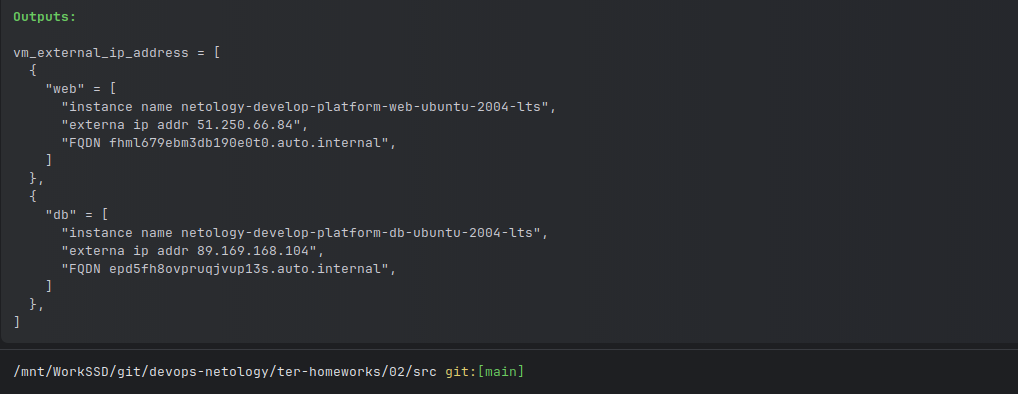 Outputs:
vm_external_ip_address = [
  {
    "web" = [
      "instance name netology-develop-platform-web-ubuntu-2004-lts",
      "externa ip addr 51.250.66.84",
      "FQDN fhml679ebm3db190e0t0.auto.internal",
    ]
  },
  {
    "db" = [
      "instance name netology-develop-platform-db-ubuntu-2004-lts",
      "externa ip addr 89.169.168.104",
      "FQDN epd5fh8ovpruqjvup13s.auto.internal",
    ]
  },
]
/mnt/WorkSSD/git/devops-netology/ter-homeworks/02/src git:[main]